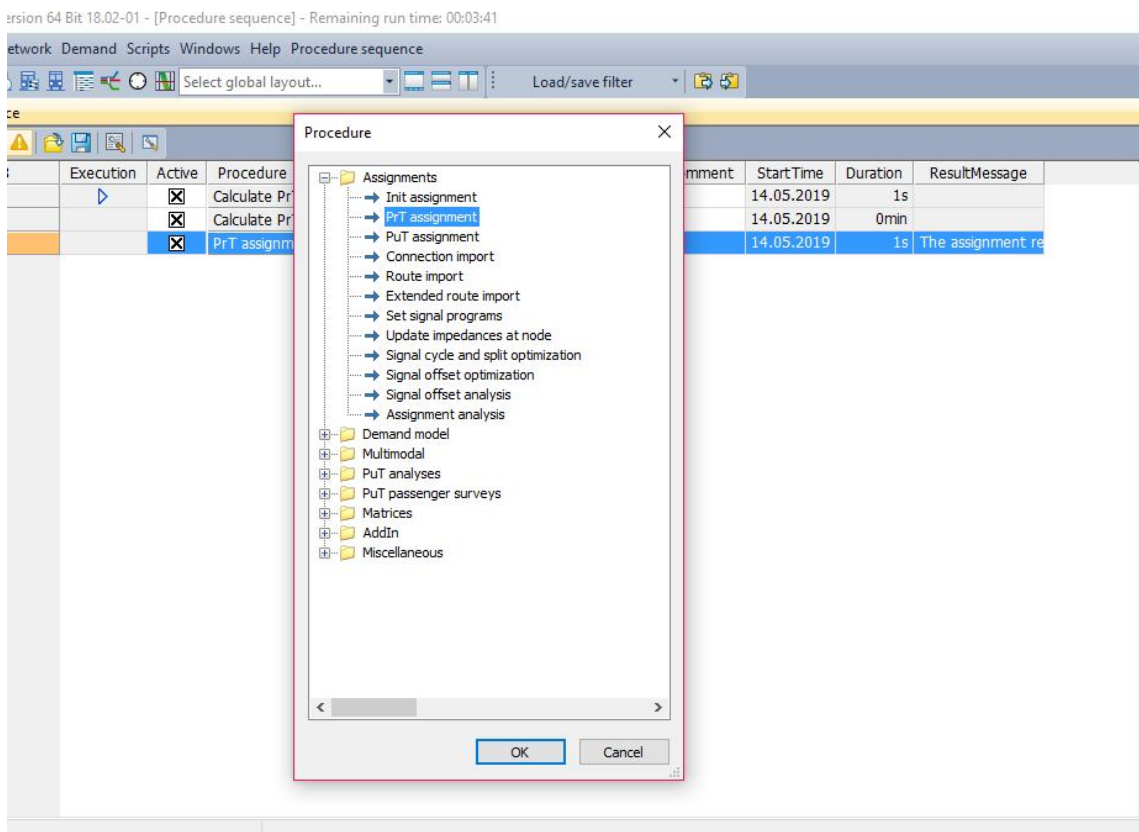 ersion 64 Bit 18.02-01 - [Procedure sequence] - Remaining run time: 00:03:41
etwork Demand Scripts Windows Help Procedure sequence
Select global layout... Load/save filter
ce
Procedure
Execution Active Procedure mment StartTime Duration ResultMessage
Calculate Pr 14.05.2019 1s
Calculate Pr 14.05.2019 0min
PrT assignm 14.05.2019 1s The assignment re
Assignments
Init assignment
PrT assignment
PuT assignment
Connection import
Route import
Extended route import
Set signal programs
Update impedances at node
Signal cycle and split optimization
Signal offset optimization
Signal offset analysis
Assignment analysis
Demand model
Multimodal
PuT analyses
PuT passenger surveys
Matrices
AddIn
Miscellaneous
OK Cancel